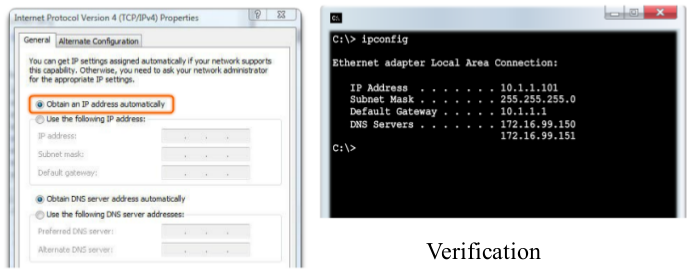 Internet Protocol Version 4 (TCP/IPv4) Properties
General
Alternate Configuration
You can get IP settings assigned automatically if your network supports
this capability. Otherwise, you need to ask your network administrator
for the appropriate IP settings.
Obtain an IP address automatically
Use the following IP address:
IP address:
Subnet mask:
Default gateway:
Obtain DNS server address automatically
Use the following DNS server addresses:
Preferred DNS server:
Alternate DNS server:
C:\> ipconfig
Ethernet adapter Local Area Connection:
IP Address . . . . . . . 10.1.1.101
Subnet Mask . . . . . . . 255.255.255.0
Default Gateway . . . . . 10.1.1.1
DNS Servers . . . . . . . 172.16.99.150
172.16.99.151
C:\>
Verification